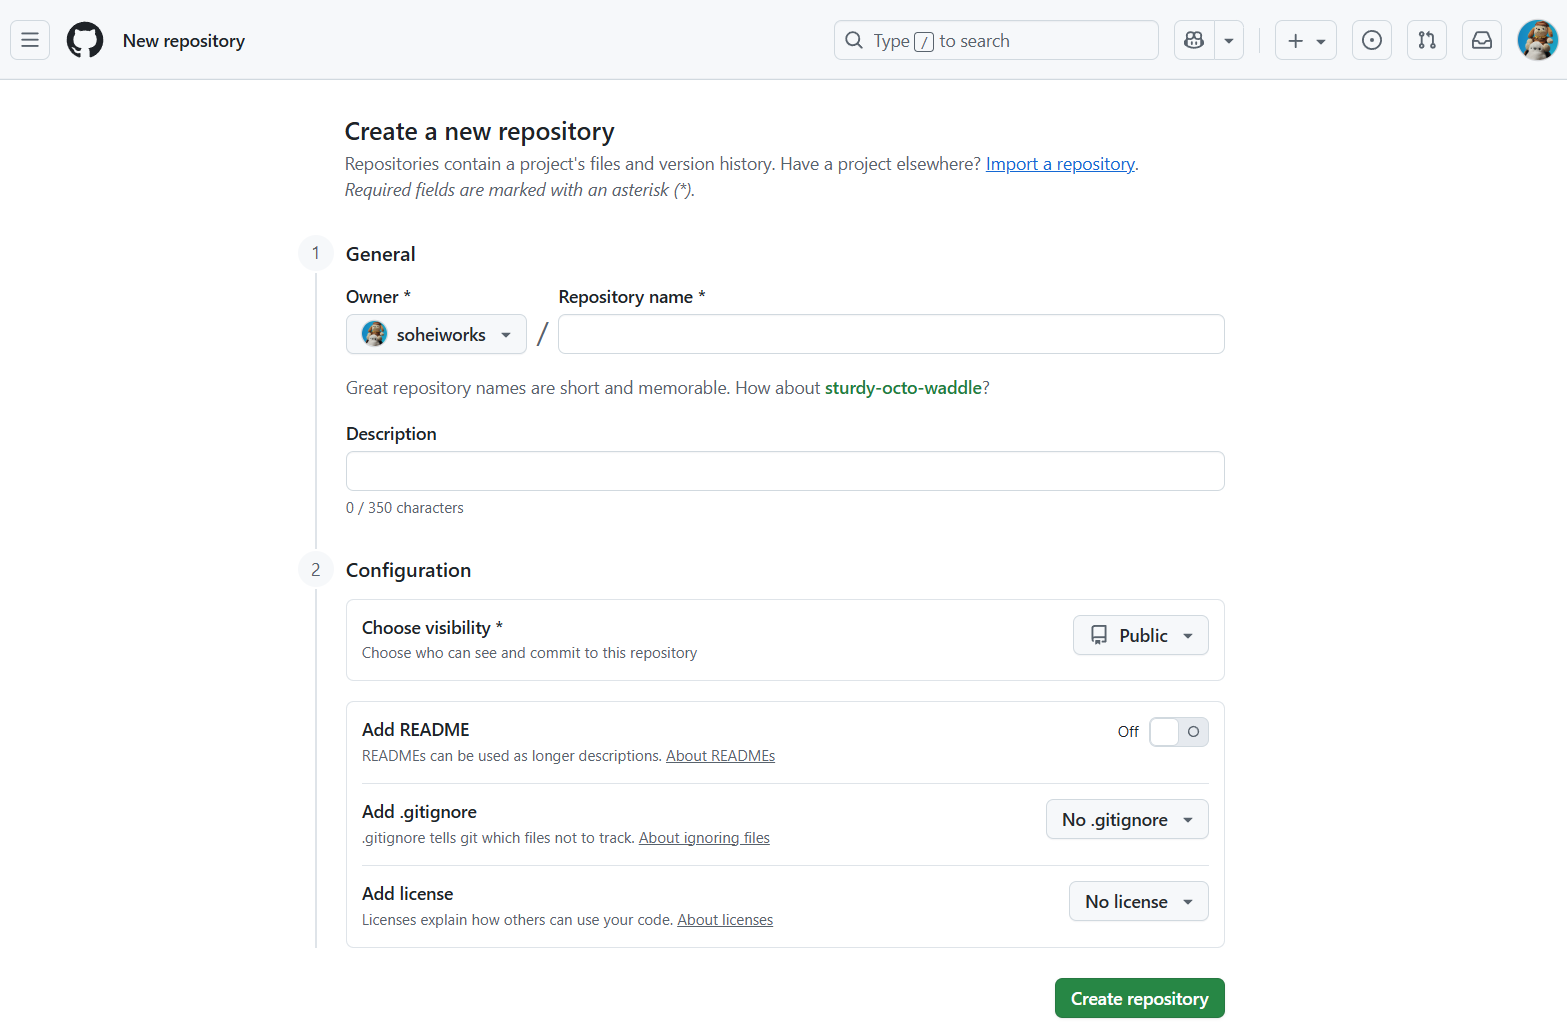 New repository
Type / to search
Create a new repository
Repositories contain a project's files and version history. Have a project elsewhere? Import a repository.
Required fields are marked with an asterisk (*).
1 General
Owner * Repository name *
soheiworks /
Great repository names are short and memorable. How about sturdy-octo-waddle?
Description
0 / 350 characters
2 Configuration
Choose visibility *
Choose who can see and commit to this repository
Public
Add README
READMEs can be used as longer descriptions. About READMEs
Off
Add .gitignore
.gitignore tells git which files not to track. About ignoring files
No .gitignore
Add license
Licenses explain how others can use your code. About licenses
No license
Create repository